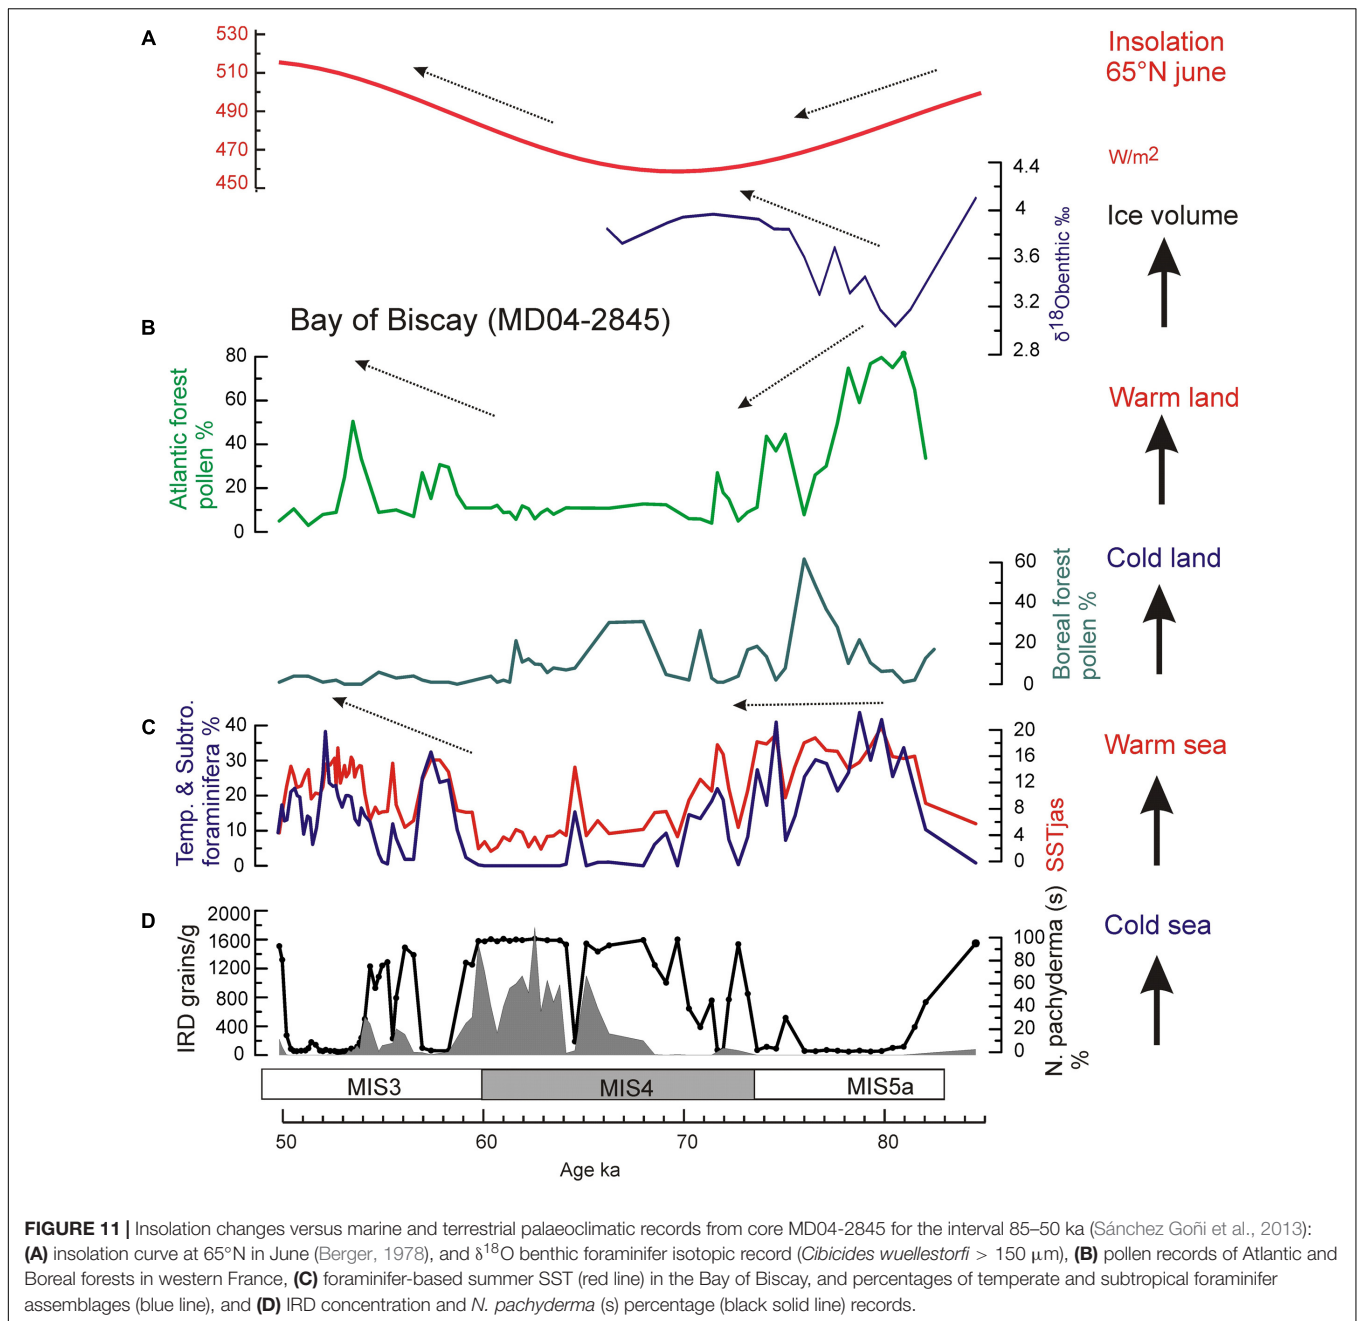 A
530
510
490
470
450
Insolation
65°N june
W/m2
4.4
4
3.6
3.2
2.8
δ18Obenthic ‰
Ice volume
Bay of Biscay (MD04-2845)
B
80
60
40
20
0
Atlantic forest
pollen %
Warm land
60
40
20
0
Boreal forest
pollen %
Cold land
C
40
30
20
10
0
Temp. & Subtro.
foraminifera %
20
16
12
8
4
0
SSTjas
Warm sea
D
2000
1600
1200
800
400
0
IRD grains/g
100
80
60
40
20
0
N. pachyderma (s)
%
Cold sea
MIS3
MIS4
MIS5a
50
60
70
80
Age ka
FIGURE 11 | Insolation changes versus marine and terrestrial palaeoclimatic records from core MD04-2845 for the interval 85–50 ka (Sánchez Goñi et al., 2013):
(A) insolation curve at 65°N in June (Berger, 1978), and δ18O benthic foraminifer isotopic record (Cibicides wuellestorfi > 150 μm), (B) pollen records of Atlantic and
Boreal forests in western France, (C) foraminifer-based summer SST (red line) in the Bay of Biscay, and percentages of temperate and subtropical foraminifer
assemblages (blue line), and (D) IRD concentration and N. pachyderma (s) percentage (black solid line) records.